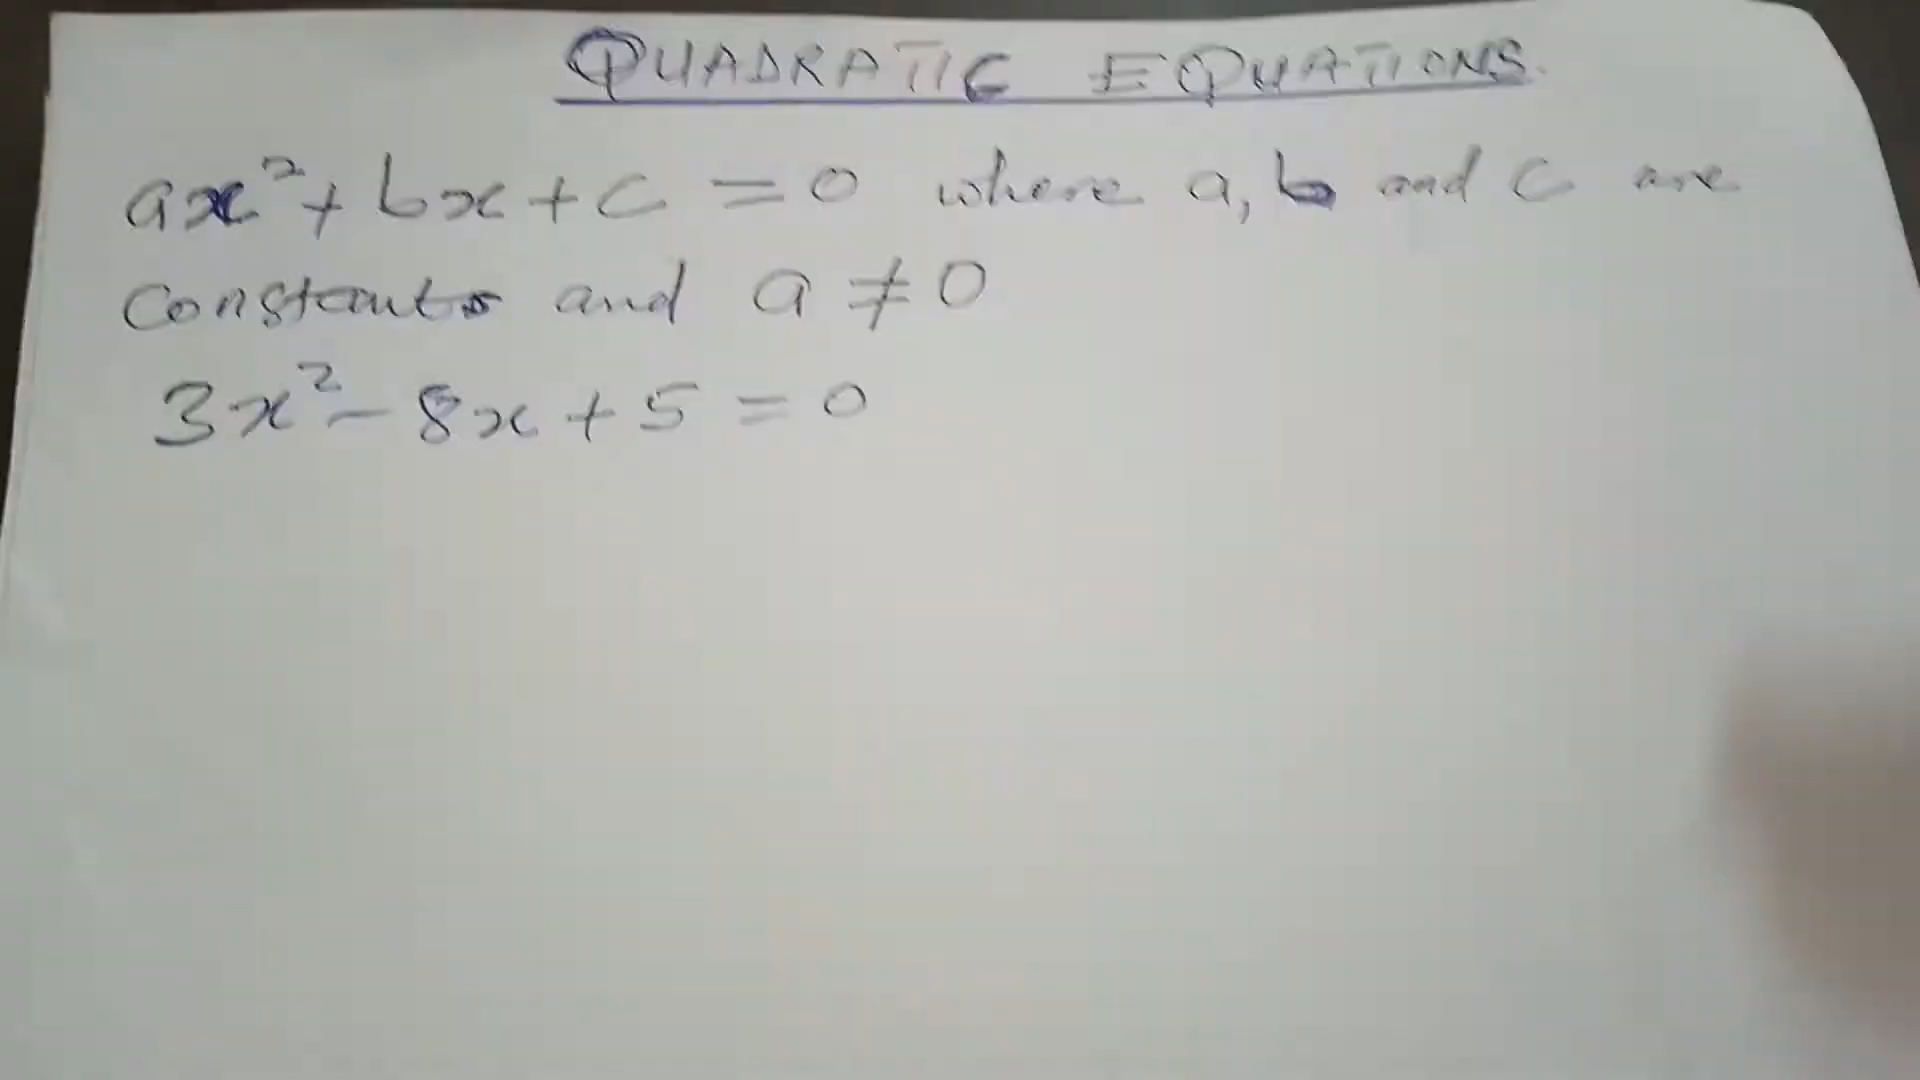 QUADRATIC EQUATIONS.
ax² + bx + c = 0 where a, b and c are
constants and a ≠ 0
3x² - 8x + 5 = 0